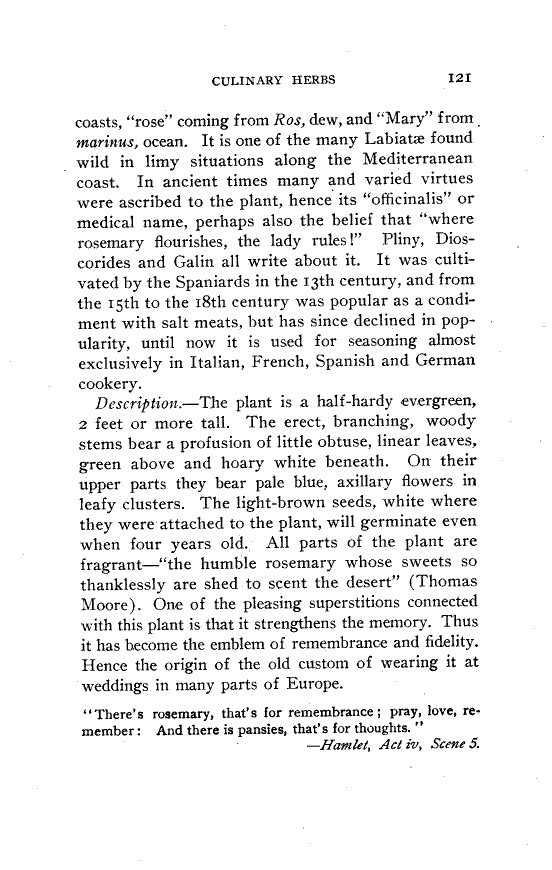 CULINARY HERBS 121
coasts, “rose” coming from Ros, dew, and “Mary” from
marinus, ocean. It is one of the many Labiatæ found
wild in limy situations along the Mediterranean
coast. In ancient times many and varied virtues
were ascribed to the plant, hence its “officinalis” or
medical name, perhaps also the belief that “where
rosemary flourishes, the lady rules!” Pliny, Dios-
corides and Galin all write about it. It was culti-
vated by the Spaniards in the 13th century, and from
the 15th to the 18th century was popular as a condi-
ment with salt meats, but has since declined in pop-
ularity, until now it is used for seasoning almost
exclusively in Italian, French, Spanish and German
cookery.
Description.—The plant is a half-hardy evergreen,
2 feet or more tall. The erect, branching, woody
stems bear a profusion of little obtuse, linear leaves,
green above and hoary white beneath. On their
upper parts they bear pale blue, axillary flowers in
leafy clusters. The light-brown seeds, white where
they were attached to the plant, will germinate even
when four years old. All parts of the plant are
fragrant—“the humble rosemary whose sweets so
thanklessly are shed to scent the desert” (Thomas
Moore). One of the pleasing superstitions connected
with this plant is that it strengthens the memory. Thus
it has become the emblem of remembrance and fidelity.
Hence the origin of the old custom of wearing it at
weddings in many parts of Europe.
“There's rosemary, that's for remembrance; pray, love, re-
member: And there is pansies, that's for thoughts.”
—Hamlet, Act iv, Scene 5.